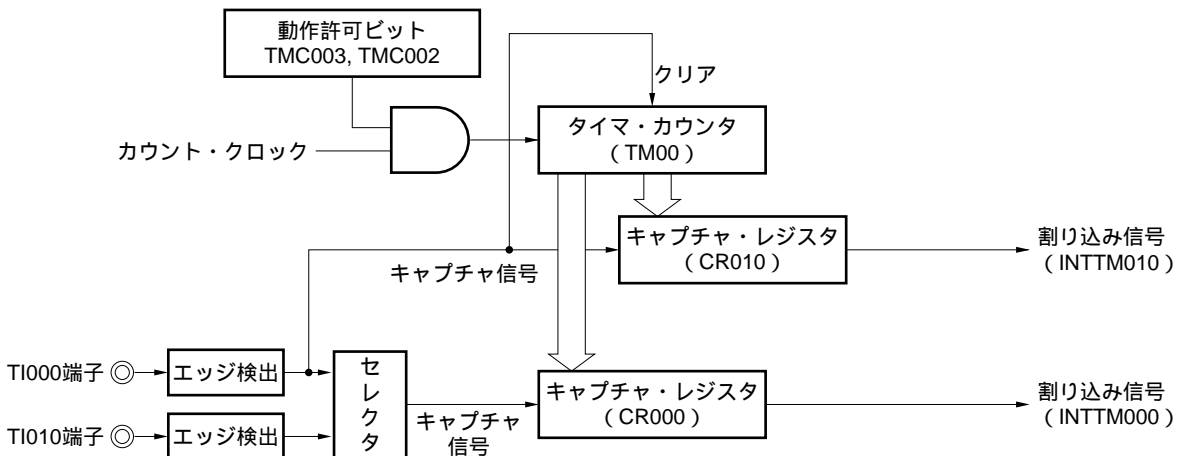 動作許可ビット
TMC003, TMC002
クリア
タイマ・カウンタ
（TM00）
カウント・クロック
キャプチャ・レジスタ
（CR010）
割り込み信号
（INTTM010）
キャプチャ信号
TI000端子
エッジ検出
セレクタ
キャプチャ・レジスタ
（CR000）
割り込み信号
（INTTM000）
キャプチャ
信号
TI010端子
エッジ検出